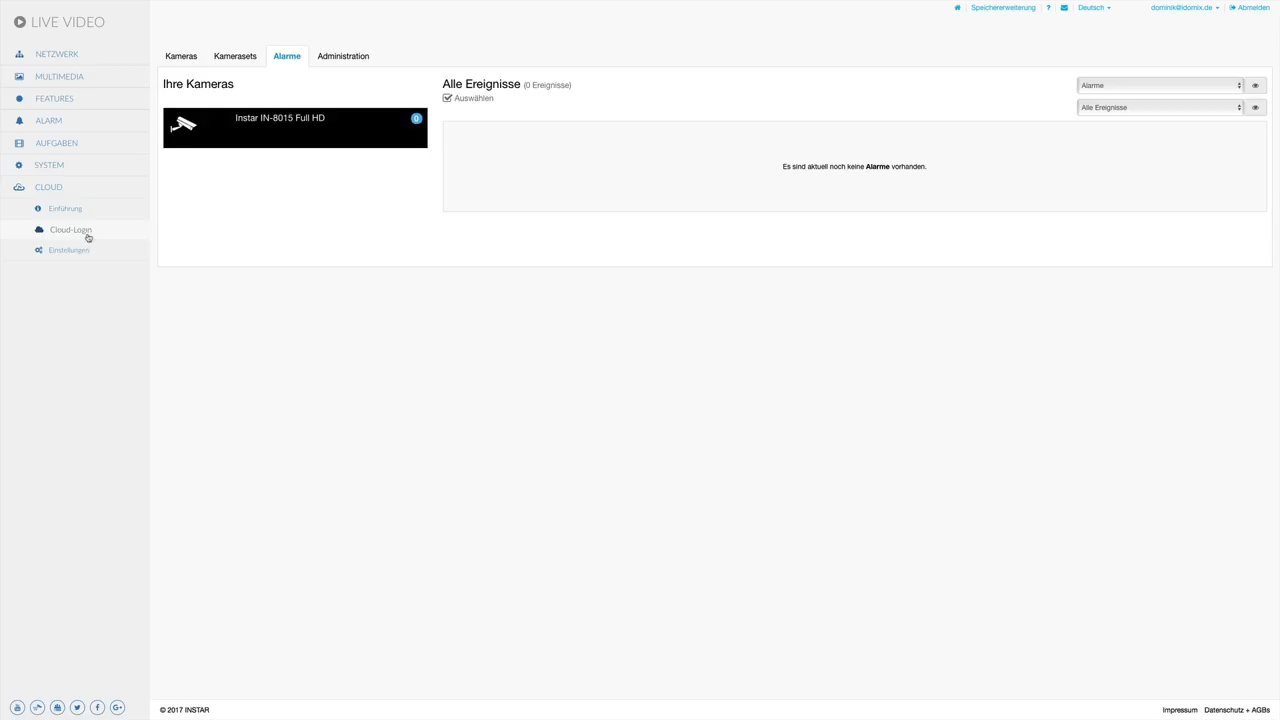 LIVE VIDEO
NETZWERK
MULTIMEDIA
FEATURES
ALARM
AUFGABEN
SYSTEM
CLOUD
Einführung
Cloud-Login
Einstellungen
Speichererweiterung
?
Deutsch
dominik@idomix.de
Abmelden
Kameras
Kamerasets
Alarme
Administration
Ihre Kameras
Instar IN-8015 Full HD
0
Alle Ereignisse (0 Ereignisse)
Auswählen
Alarme
Alle Ereignisse
Es sind aktuell noch keine Alarme vorhanden.
© 2017 INSTAR
Impressum Datenschutz + AGBs